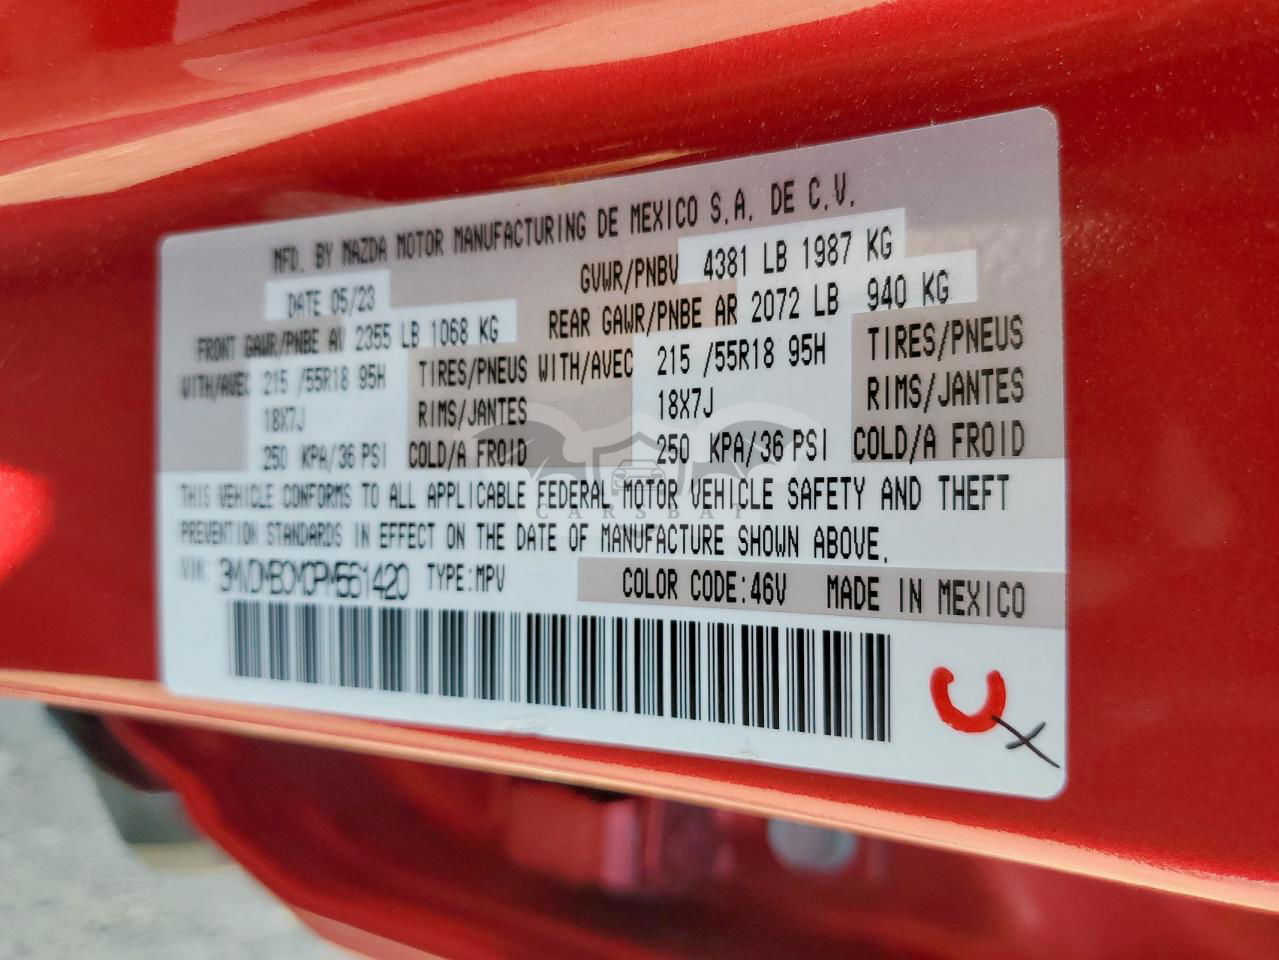 MFD. BY MAZDA MOTOR MANUFACTURING DE MEXICO S.A. DE C.V.
DATE 05/23 GVWR/PNBV 4381 LB 1987 KG
FRONT GAWR/PNBE AV 2355 LB 1068 KG REAR GAWR/PNBE AR 2072 LB 940 KG
WITH/AVEC 215 /55R18 95H TIRES/PNEUS WITH/AVEC 215 /55R18 95H TIRES/PNEUS
18X7J RIMS/JANTES 18X7J RIMS/JANTES
250 KPA/36 PSI COLD/A FROID 250 KPA/36 PSI COLD/A FROID
THIS VEHICLE CONFORMS TO ALL APPLICABLE FEDERAL MOTOR VEHICLE SAFETY AND THEFT
CARSBAT
PREVENTION STANDARDS IN EFFECT ON THE DATE OF MANUFACTURE SHOWN ABOVE.
VIN: 3MVDMBCM0PM561420 TYPE:MPV COLOR CODE:46V MADE IN MEXICO